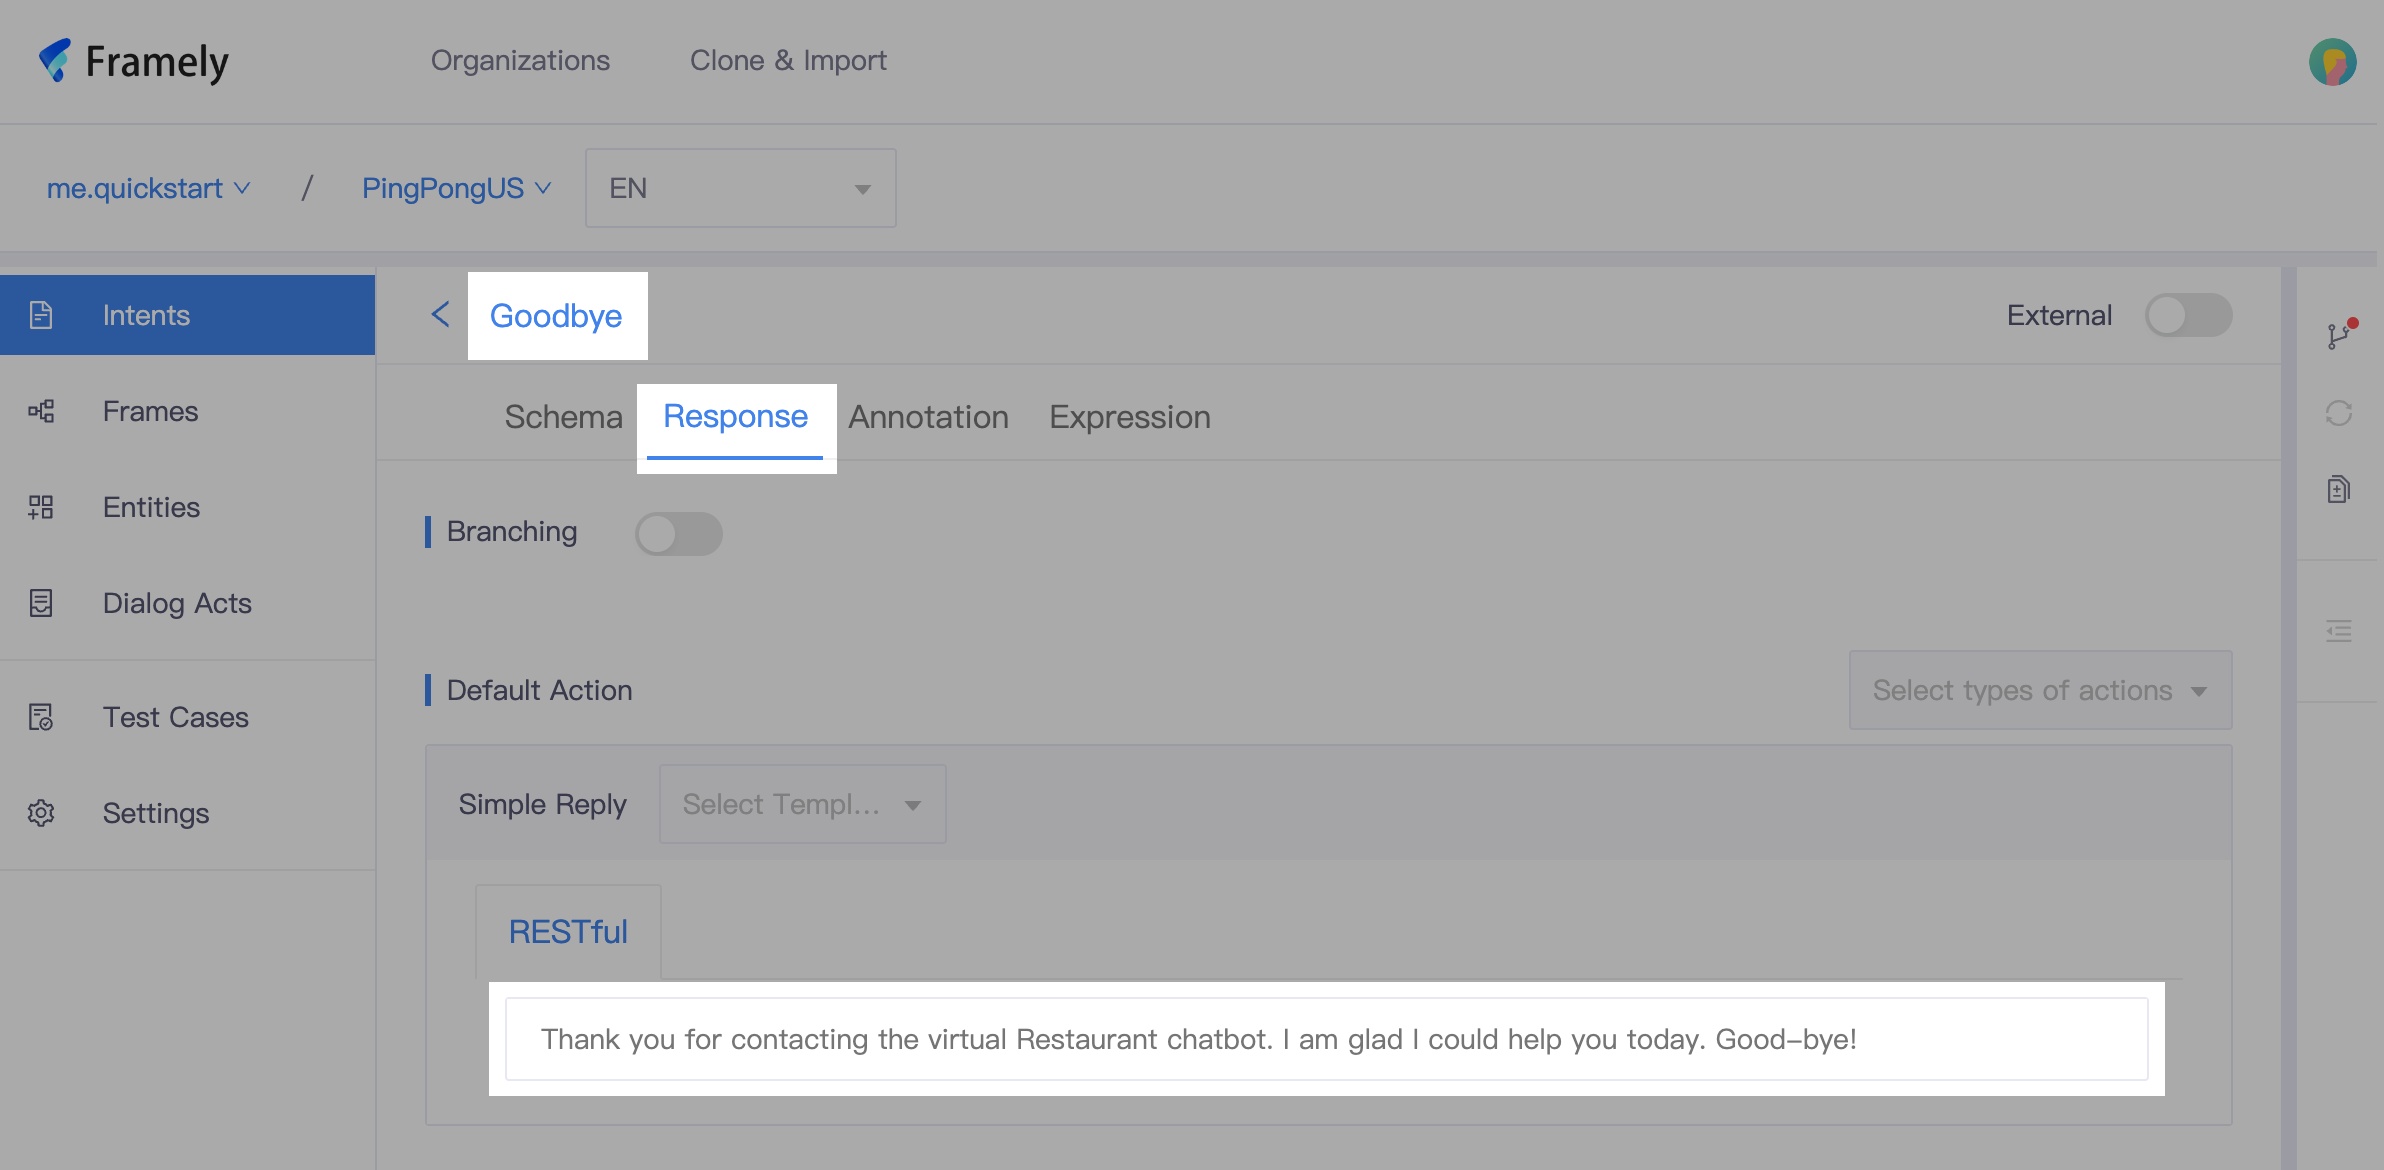 Framely
Organizations
Clone & Import
me.quickstart
/
PingPongUS
EN
Intents
Goodbye
External
Frames
Schema
Response
Annotation
Expression
Entities
Branching
Dialog Acts
Test Cases
Default Action
Select types of actions
Settings
Simple Reply
Select Templ...
RESTful
Thank you for contacting the virtual Restaurant chatbot. I am glad I could help you today. Good-bye!